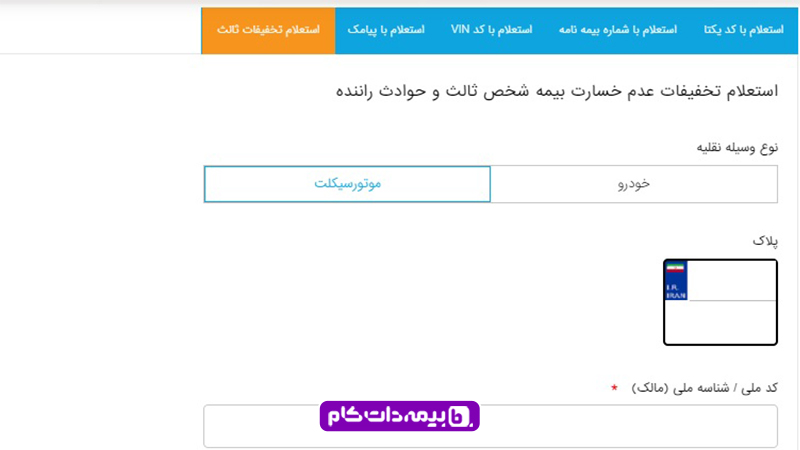 استعلام با کد یکتا
استعلام با شماره بیمه نامه
استعلام با کد VIN
استعلام با پیامک
استعلام تخفیفات ثالث
استعلام تخفیفات عدم خسارت بیمه شخص ثالث و حوادث راننده
نوع وسیله نقلیه
خودرو
موتورسیکلت
پلاک
I.R.
IRAN
کد ملی / شناسه ملی (مالک) *
بیمه دات کام